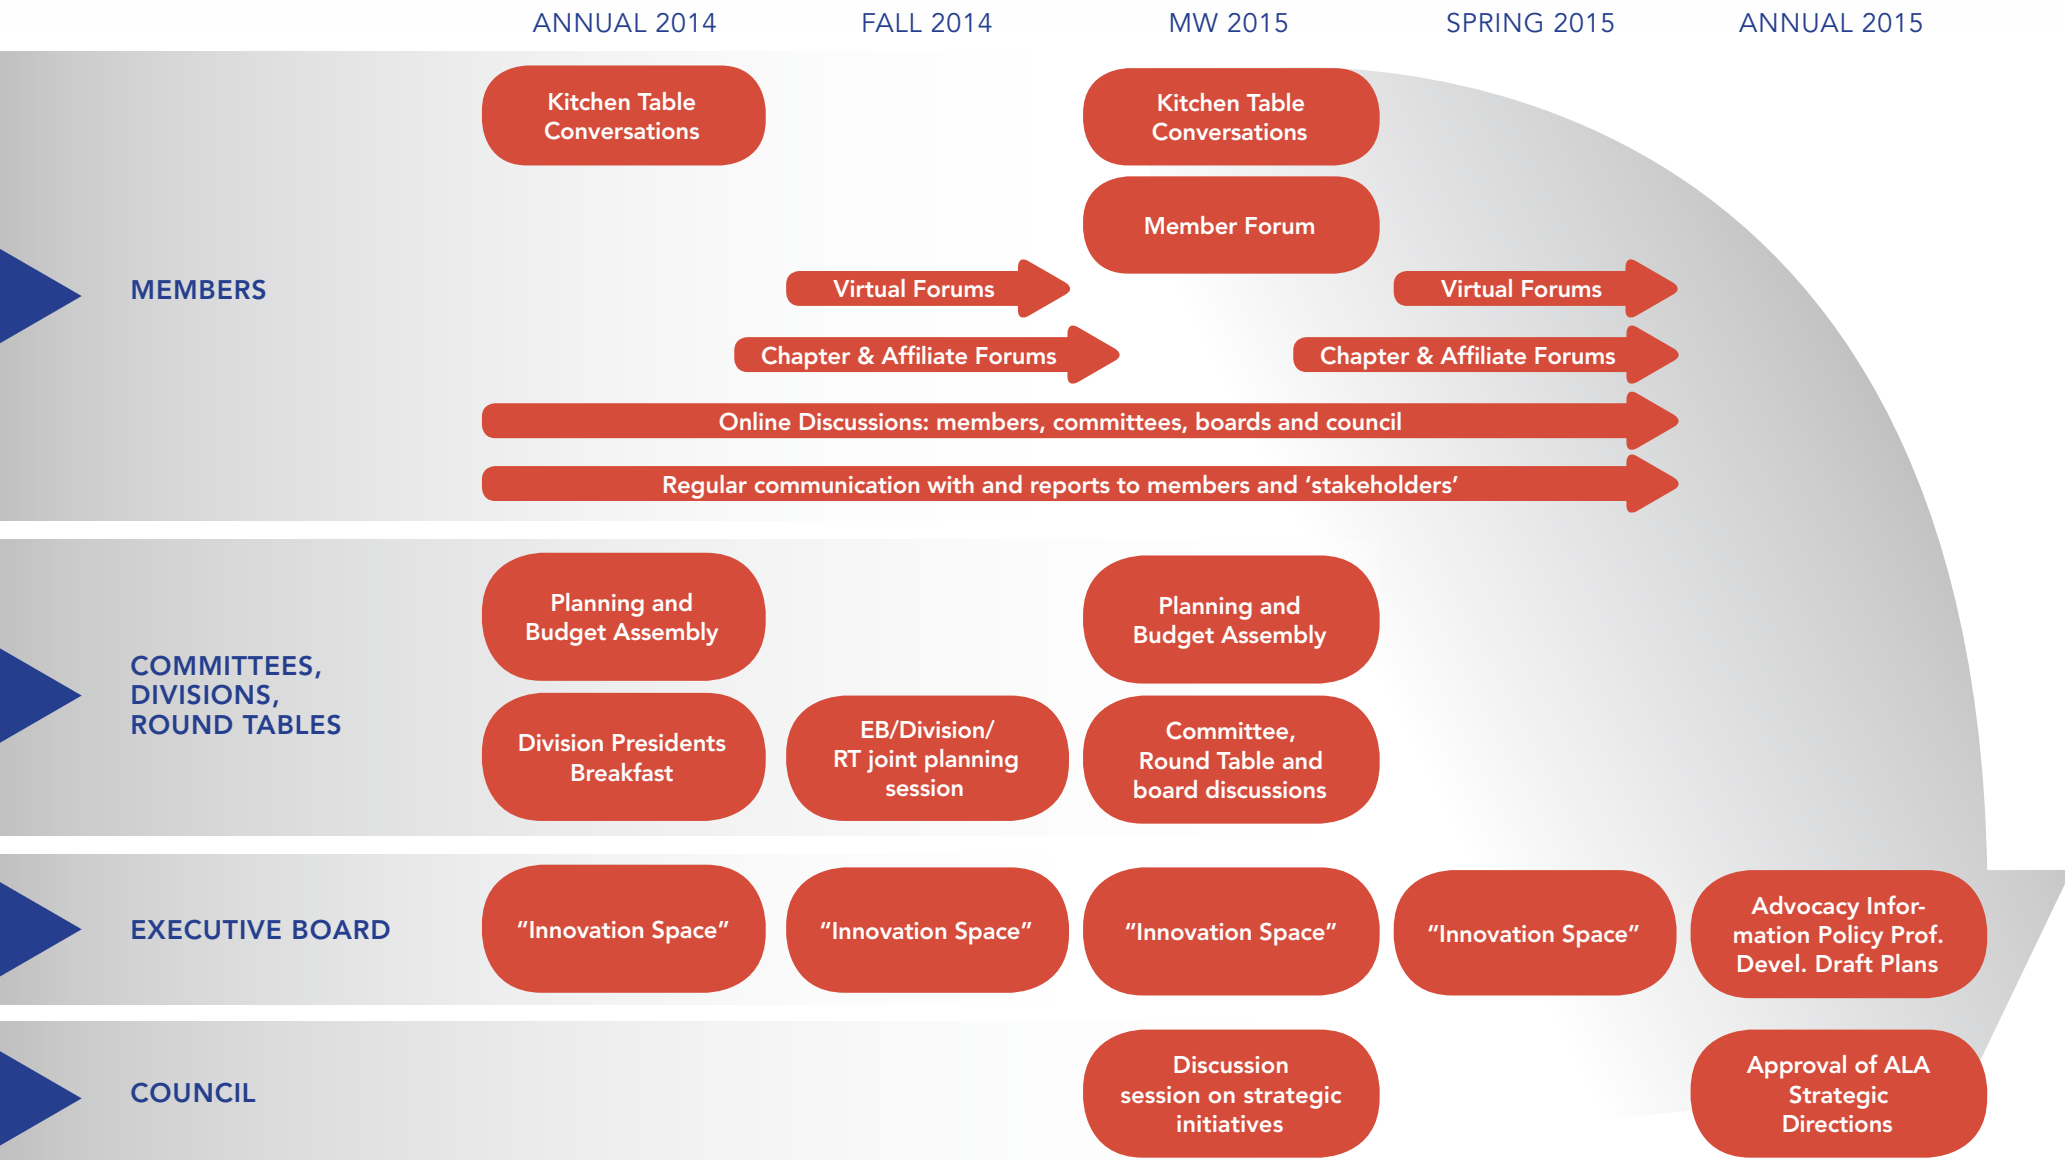 ANNUAL 2014
FALL 2014
MW 2015
SPRING 2015
ANNUAL 2015
MEMBERS
Kitchen Table
Conversations
Kitchen Table
Conversations
Member Forum
Virtual Forums
Virtual Forums
Chapter & Affiliate Forums
Chapter & Affiliate Forums
Online Discussions: members, committees, boards and council
Regular communication with and reports to members and ‘stakeholders’
COMMITTEES,
DIVISIONS,
ROUND TABLES
Planning and
Budget Assembly
Planning and
Budget Assembly
Division Presidents
Breakfast
EB/Division/
RT joint planning
session
Committee,
Round Table and
board discussions
EXECUTIVE BOARD
“Innovation Space”
“Innovation Space”
“Innovation Space”
“Innovation Space”
Advocacy Infor-
mation Policy Prof.
Devel. Draft Plans
COUNCIL
Discussion
session on strategic
initiatives
Approval of ALA
Strategic
Directions